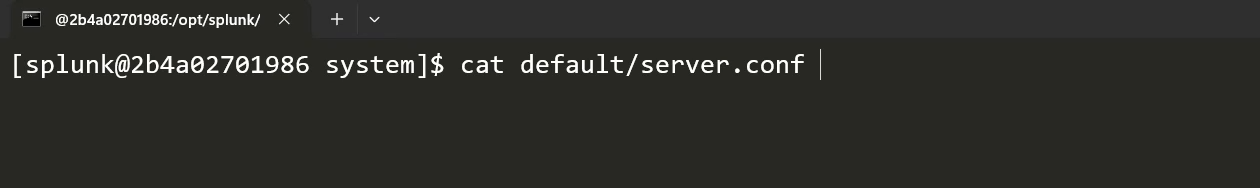 @2b4a02701986:/opt/splunk/
[splunk@2b4a02701986 system]$ cat default/server.conf